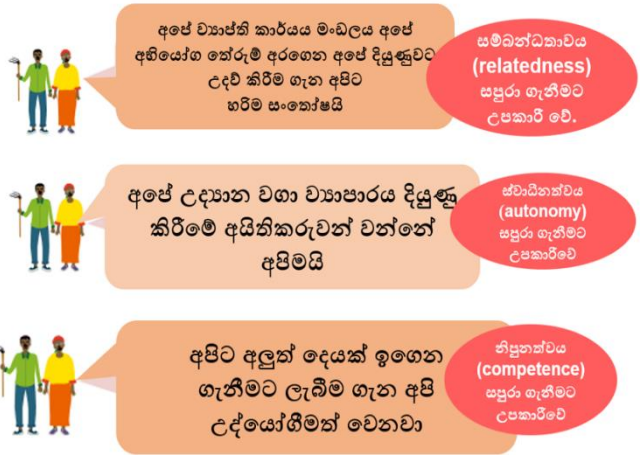 අපේ ව්‍යාප්ති කාර්යය මංඩලය අපේ
අභියෝග තේරුම් අරගෙන අපේ දියුණුවට
උදව් කිරීම ගැන අපිට
හරිම සංතෝෂයි
සම්බන්ධතාවය
(relatedness)
සපුරා ගැනීමට
උපකාරී වේ.
අපේ උද්‍යාන වගා ව්‍යාපාරය දියුණු
කිරීමේ අයිතිකරුවන් වන්නේ
අපිමයි
ස්වාධීනත්වය
(autonomy)
සපුරා ගැනීමට
උපකාරීවේ
අපිට අලුත් දෙයක් ඉගෙන
ගැනීමට ලැබීම ගැන අපි
උද්යෝගීමත් වෙනවා
නිපුනත්වය
(competence)
සපුරා ගැනීමට
උපකාරීවේ